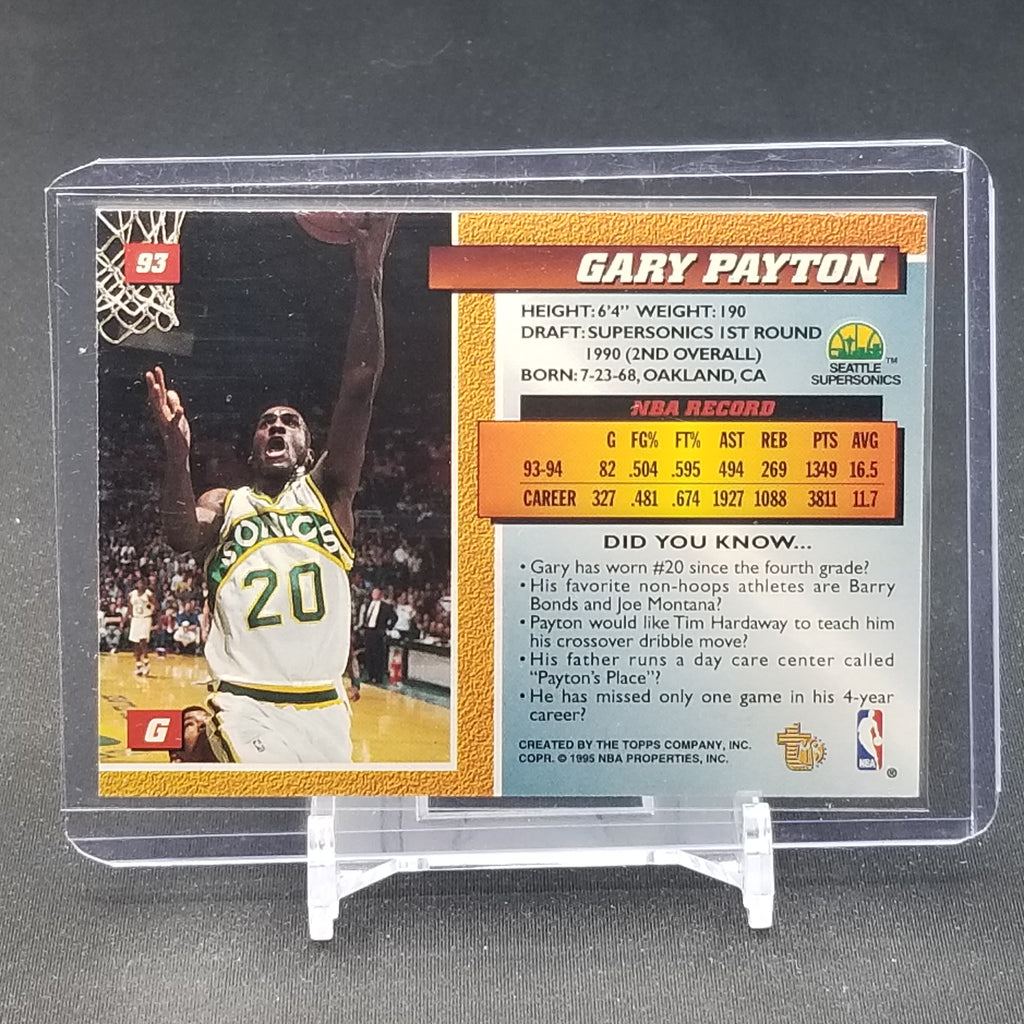 93
GARY PAYTON
HEIGHT: 6'4" WEIGHT: 190
DRAFT: SUPERSONICS 1ST ROUND
1990 (2ND OVERALL)
BORN: 7-23-68, OAKLAND, CA
SEATTLE
SUPERSONICS
TM
NBA RECORD
G FG% FT% AST REB PTS AVG
93-94 82 .504 .595 494 269 1349 16.5
CAREER 327 .481 .674 1927 1088 3811 11.7
DID YOU KNOW...
• Gary has worn #20 since the fourth grade?
• His favorite non-hoops athletes are Barry
Bonds and Joe Montana?
• Payton would like Tim Hardaway to teach him
his crossover dribble move?
• His father runs a day care center called
"Payton's Place"?
• He has missed only one game in his 4-year
career?
CREATED BY THE TOPPS COMPANY, INC.
COPR. © 1995 NBA PROPERTIES, INC.
NBA
®
SONICS
20
G